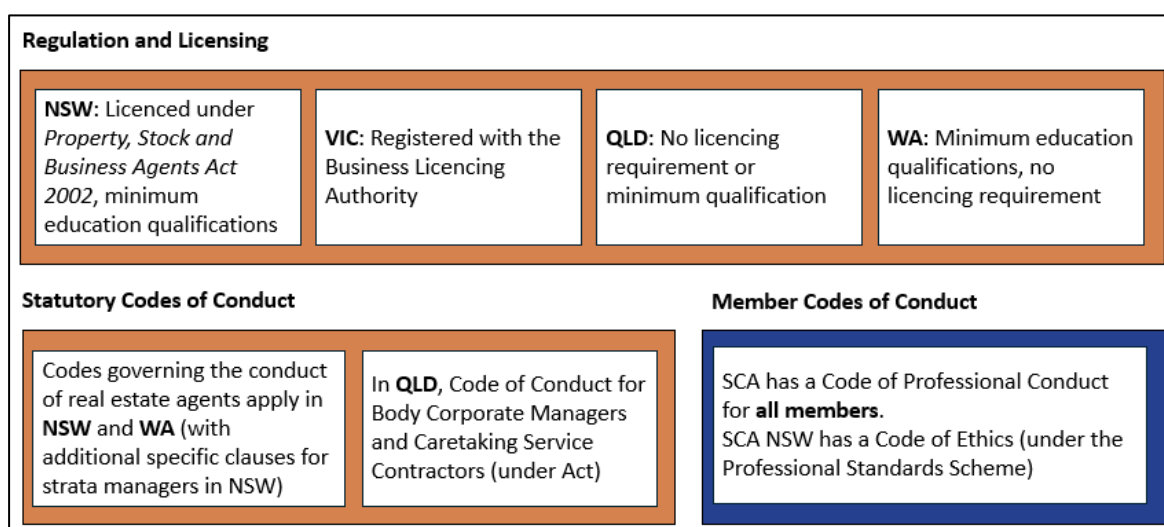 Regulation and Licensing
NSW: Licenced under
Property, Stock and
Business Agents Act
2002, minimum
education qualifications
VIC: Registered with the
Business Licencing
Authority
QLD: No licencing
requirement or
minimum qualification
WA: Minimum education
qualifications, no
licencing requirement
Statutory Codes of Conduct
Codes governing the conduct
of real estate agents apply in
NSW and WA (with
additional specific clauses for
strata managers in NSW)
In QLD, Code of Conduct for
Body Corporate Managers
and Caretaking Service
Contractors (under Act)
Member Codes of Conduct
SCA has a Code of Professional Conduct
for all members.
SCA NSW has a Code of Ethics (under the
Professional Standards Scheme)